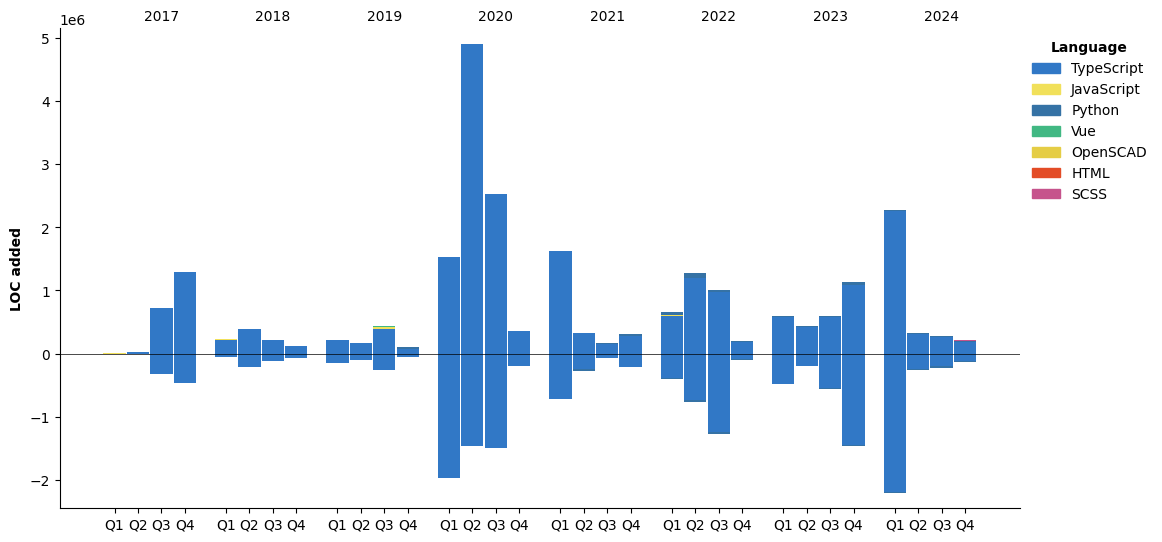 2017 2018 2019 2020 2021 2022 2023 2024
1e6
Language
TypeScript
JavaScript
Python
Vue
OpenSCAD
HTML
SCSS
LOC added
5
4
3
2
1
0
−1
−2
Q1 Q2 Q3 Q4 Q1 Q2 Q3 Q4 Q1 Q2 Q3 Q4 Q1 Q2 Q3 Q4 Q1 Q2 Q3 Q4 Q1 Q2 Q3 Q4 Q1 Q2 Q3 Q4 Q1 Q2 Q3 Q4